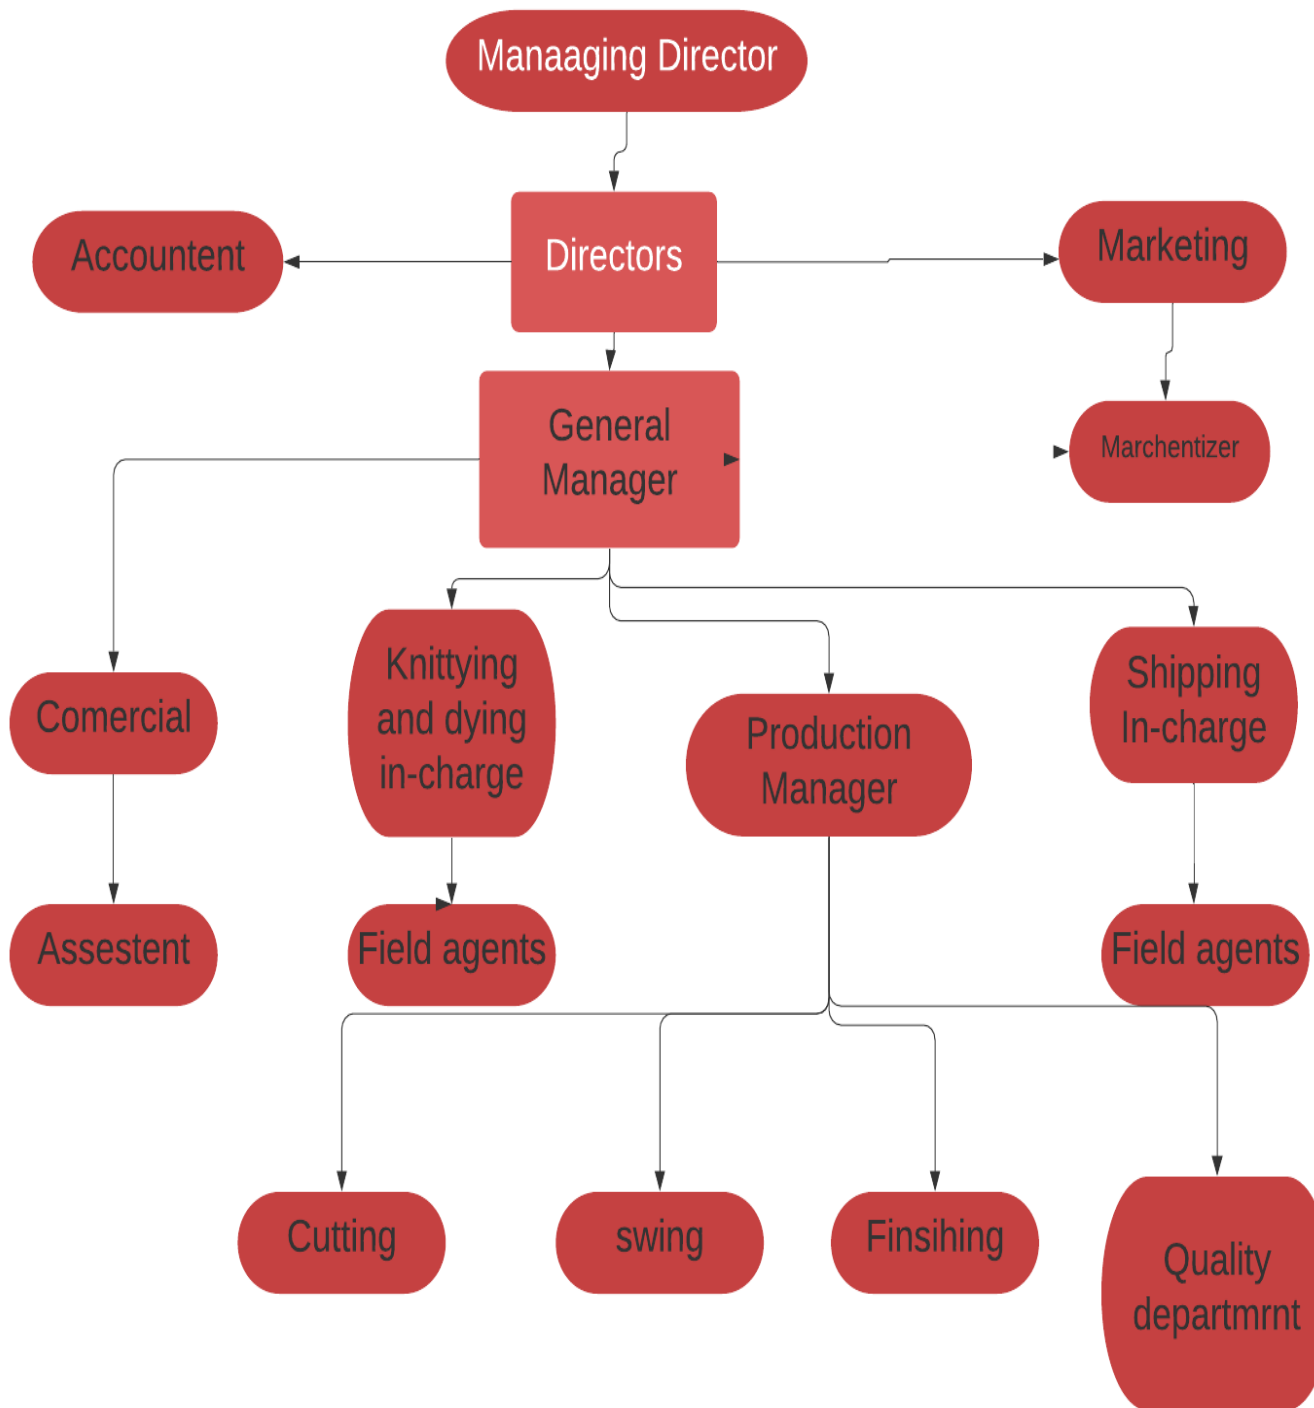 Manaaging Director
Accountent
Directors
Marketing
General
Manager
Marchentizer
Comercial
Knittying
and dying
in-charge
Production
Manager
Shipping
In-charge
Assestent
Field agents
Field agents
Cutting
swing
Finsihing
Quality
departmrnt